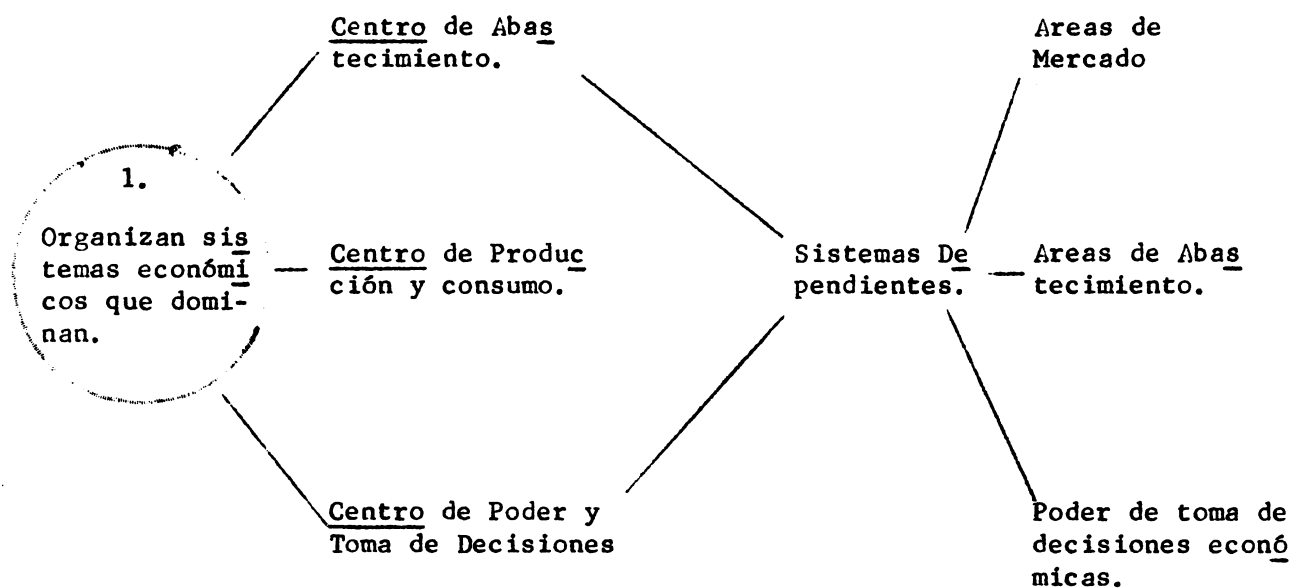 Centro de Abas
tecimiento.
Areas de
Mercado
1.
Organizan sis
temas económi
cos que domi-
nan.
Centro de Produc
ción y consumo.
Sistemas De
pendientes.
Areas de Abas
tecimiento.
Centro de Poder y
Toma de Decisiones
Poder de toma de
decisiones econó
micas.